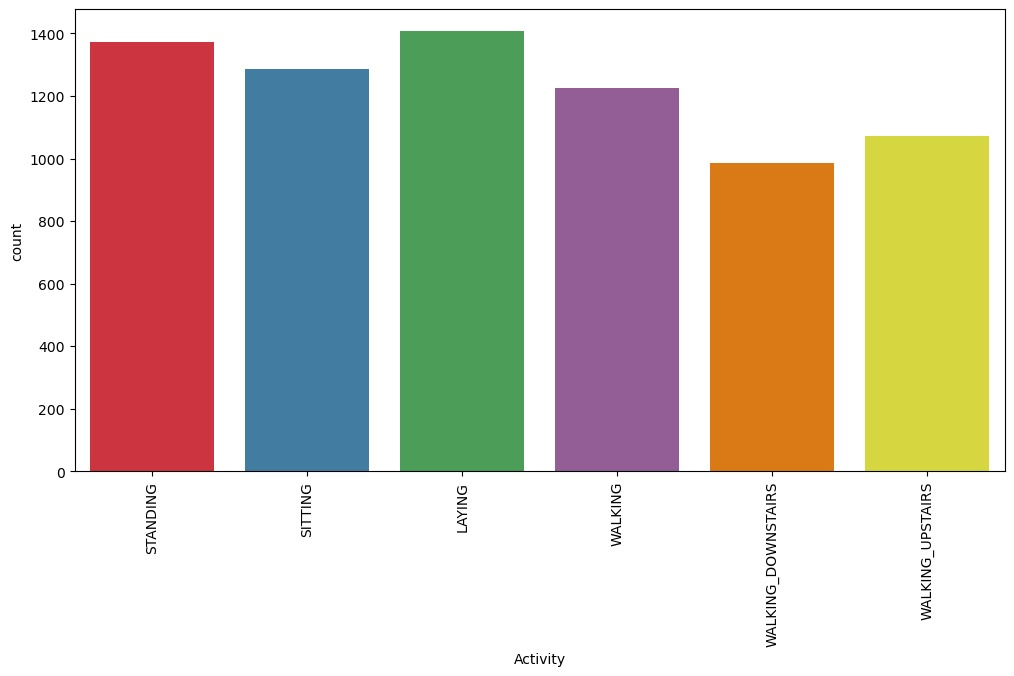 1400
1200
1000
800
600
400
200
0
count
STANDING
SITTING
LAYING
WALKING
WALKING_DOWNSTAIRS
WALKING_UPSTAIRS
Activity